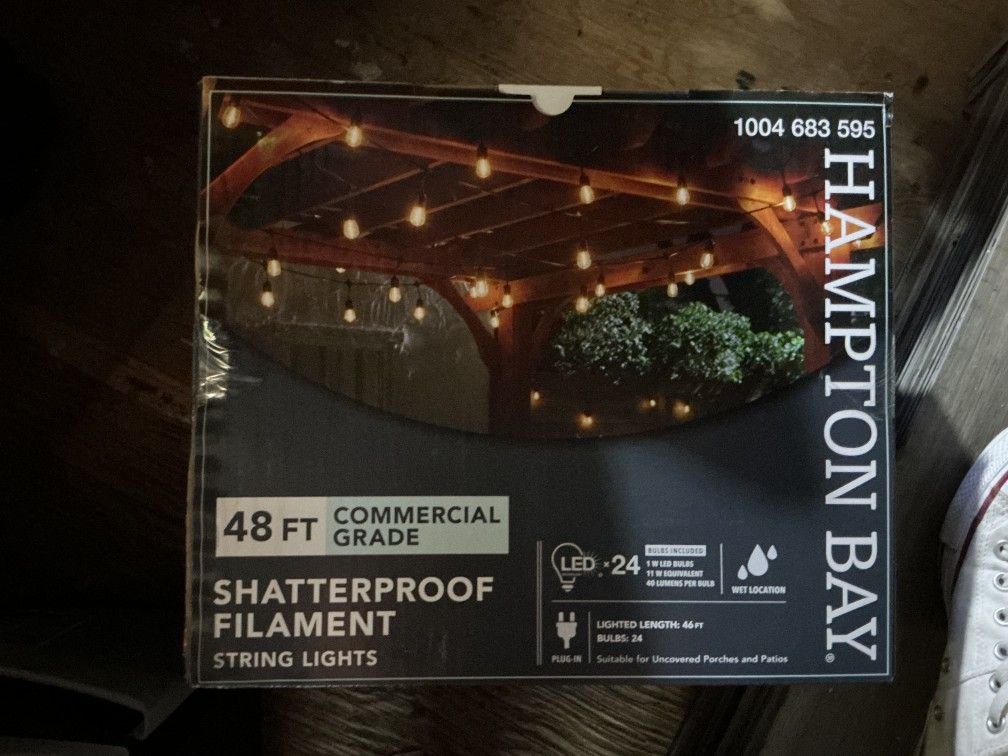 1004 683 595
HAMPTON BAY®
48 FT
COMMERCIAL
GRADE
SHATTERPROOF
FILAMENT
STRING LIGHTS
LED
×24
BULBS INCLUDED
1 W LED BULBS
11 W EQUIVALENT
40 LUMENS PER BULB
WET LOCATION
PLUG-IN
LIGHTED LENGTH: 46 FT
BULBS: 24
Suitable for Uncovered Porches and Patios